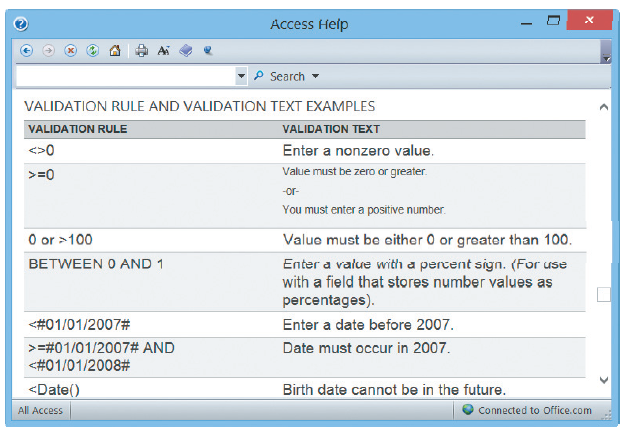 Access Help
Search
VALIDATION RULE AND VALIDATION TEXT EXAMPLES
VALIDATION RULE VALIDATION TEXT
<>0 Enter a nonzero value.
>=0 Value must be zero or greater.
-or-
You must enter a positive number.
0 or >100 Value must be either 0 or greater than 100.
BETWEEN 0 AND 1 Enter a value with a percent sign. (For use
with a field that stores number values as
percentages).
<#01/01/2007# Enter a date before 2007.
>=#01/01/2007# AND Date must occur in 2007.
<#01/01/2008#
<Date() Birth date cannot be in the future.
All Access Connected to Office.com